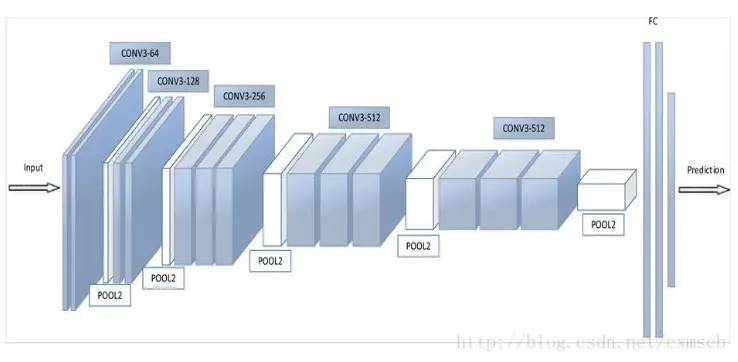 FC
CONV3-64
CONV3-128
CONV3-256
CONV3-512
CONV3-512
Input
Prediction
POOL2
POOL2
POOL2
POOL2
POOL2
http://blog.csdn.net/cxmscb